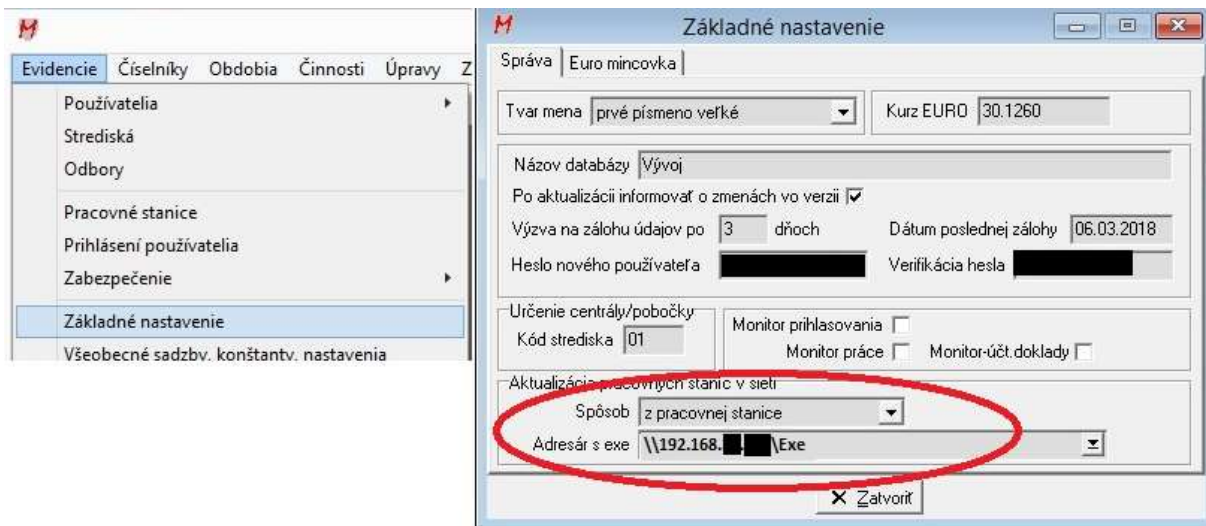 Evidencie Číselníky Obdobia Činnosti Úpravy Z
Používatelia
Strediská
Odbory
Pracovné stanice
Prihlásení používatelia
Zabezpečenie
Základné nastavenie
Všeobecné sadzby, konštanty, nastavenia
Základné nastavenie
Správa Euro mincovka
Tvar mena prvé písmeno veľké Kurz EURO 30.1260
Názov databázy Vývoj
Po aktualizácii informovať o zmenách vo verzii
Výzva na zálohu údajov po 3 dňoch Dátum poslednej zálohy 06.03.2018
Heslo nového používateľa Verifikácia hesla
Určenie centrály/pobočky
Kód strediska 01 Monitor prihlasovania
Monitor práce Monitor-účt.doklady
Aktualizácia pracovných staníc v sieti
Spôsob z pracovnej stanice
Adresár s exe \\192.168. . \Exe
Zatvoriť